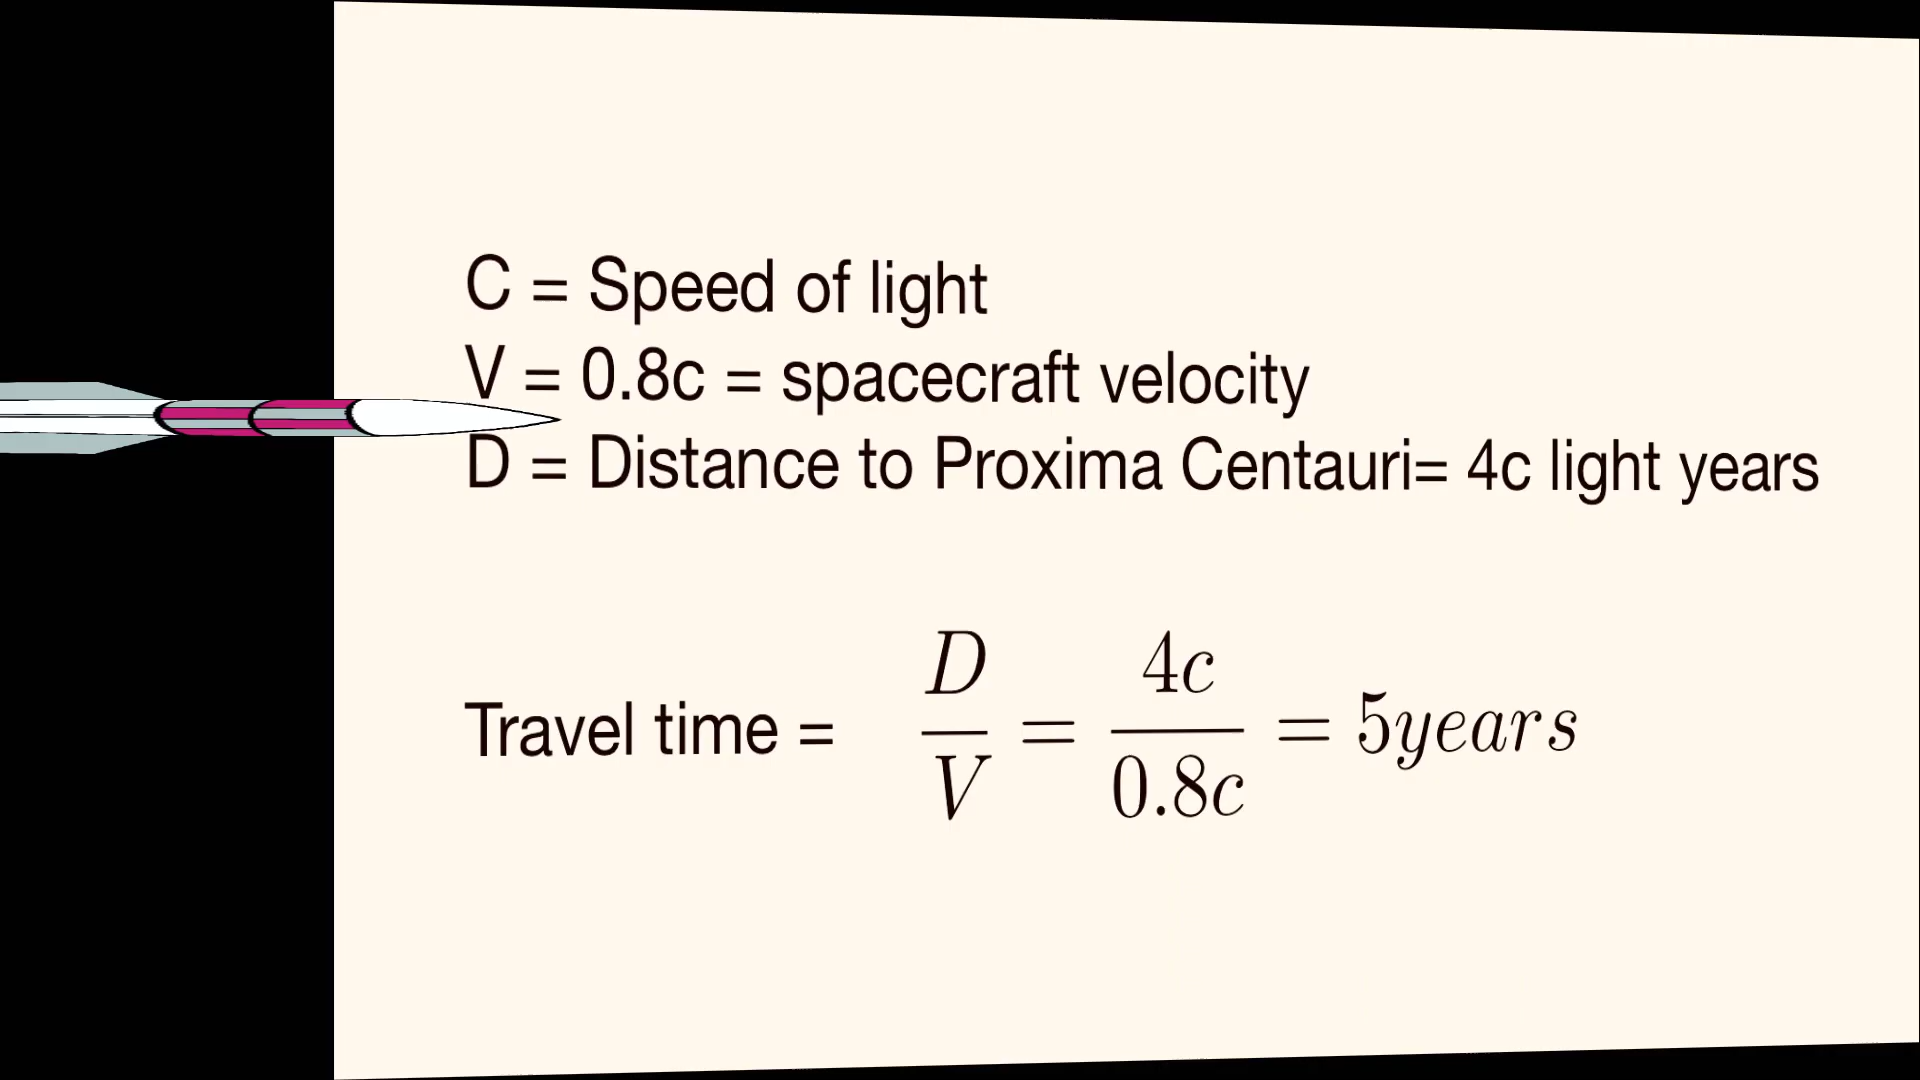 C = Speed of light
V = 0.8c = spacecraft velocity
D = Distance to Proxima Centauri= 4c light years
Travel time = D/V = 4c/0.8c = 5years